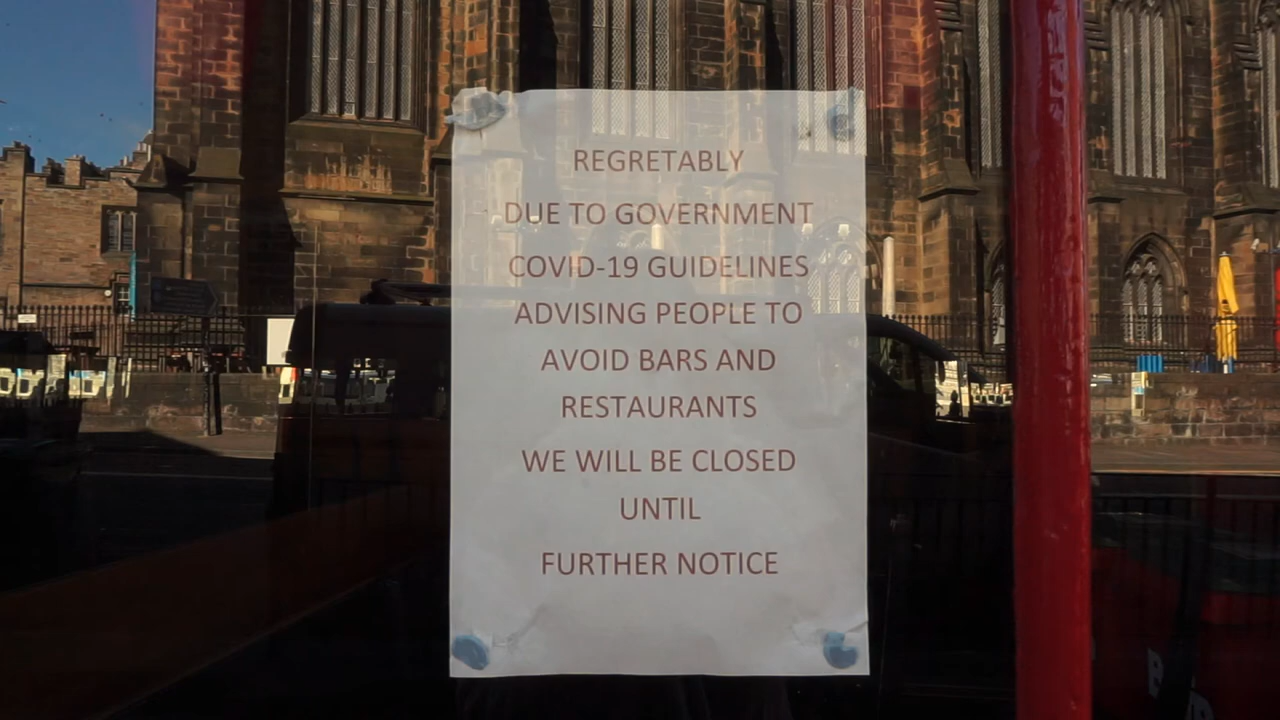 REGRETABLY
DUE TO GOVERNMENT
COVID-19 GUIDELINES
ADVISING PEOPLE TO
AVOID BARS AND
RESTAURANTS
WE WILL BE CLOSED
UNTIL
FURTHER NOTICE